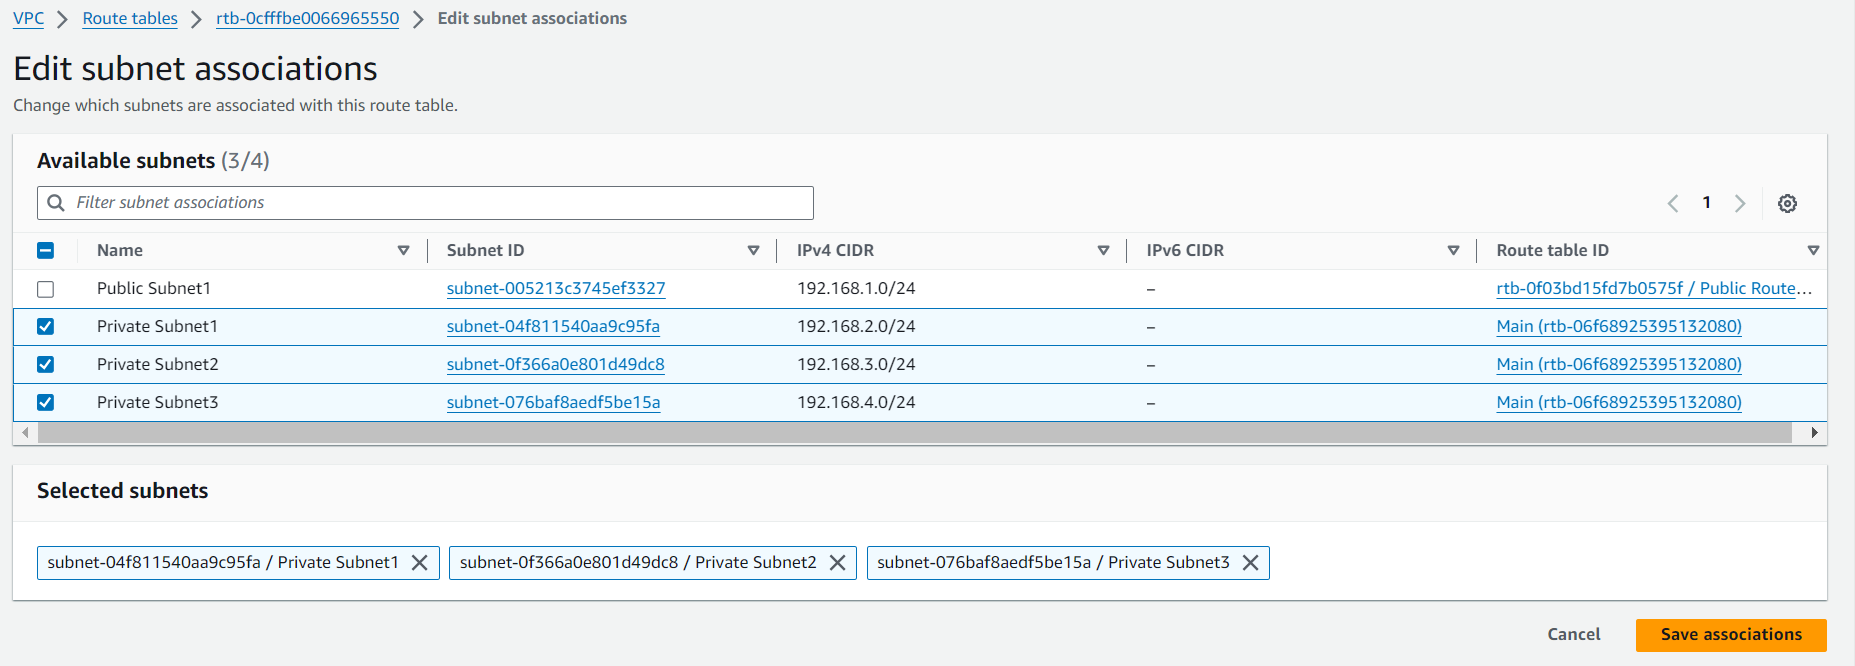 VPC > Route tables > rtb-0cfffbe0066965550 > Edit subnet associations
Edit subnet associations
Change which subnets are associated with this route table.
Available subnets (3/4)
Filter subnet associations
1
Name Subnet ID IPv4 CIDR IPv6 CIDR Route table ID
Public Subnet1 subnet-005213c3745ef3327 192.168.1.0/24 – rtb-0f03bd15fd7b0575f / Public Route...
Private Subnet1 subnet-04f811540aa9c95fa 192.168.2.0/24 – Main (rtb-06f68925395132080)
Private Subnet2 subnet-0f366a0e801d49dc8 192.168.3.0/24 – Main (rtb-06f68925395132080)
Private Subnet3 subnet-076baf8aedf5be15a 192.168.4.0/24 – Main (rtb-06f68925395132080)
Selected subnets
subnet-04f811540aa9c95fa / Private Subnet1 subnet-0f366a0e801d49dc8 / Private Subnet2 subnet-076baf8aedf5be15a / Private Subnet3
Cancel Save associations